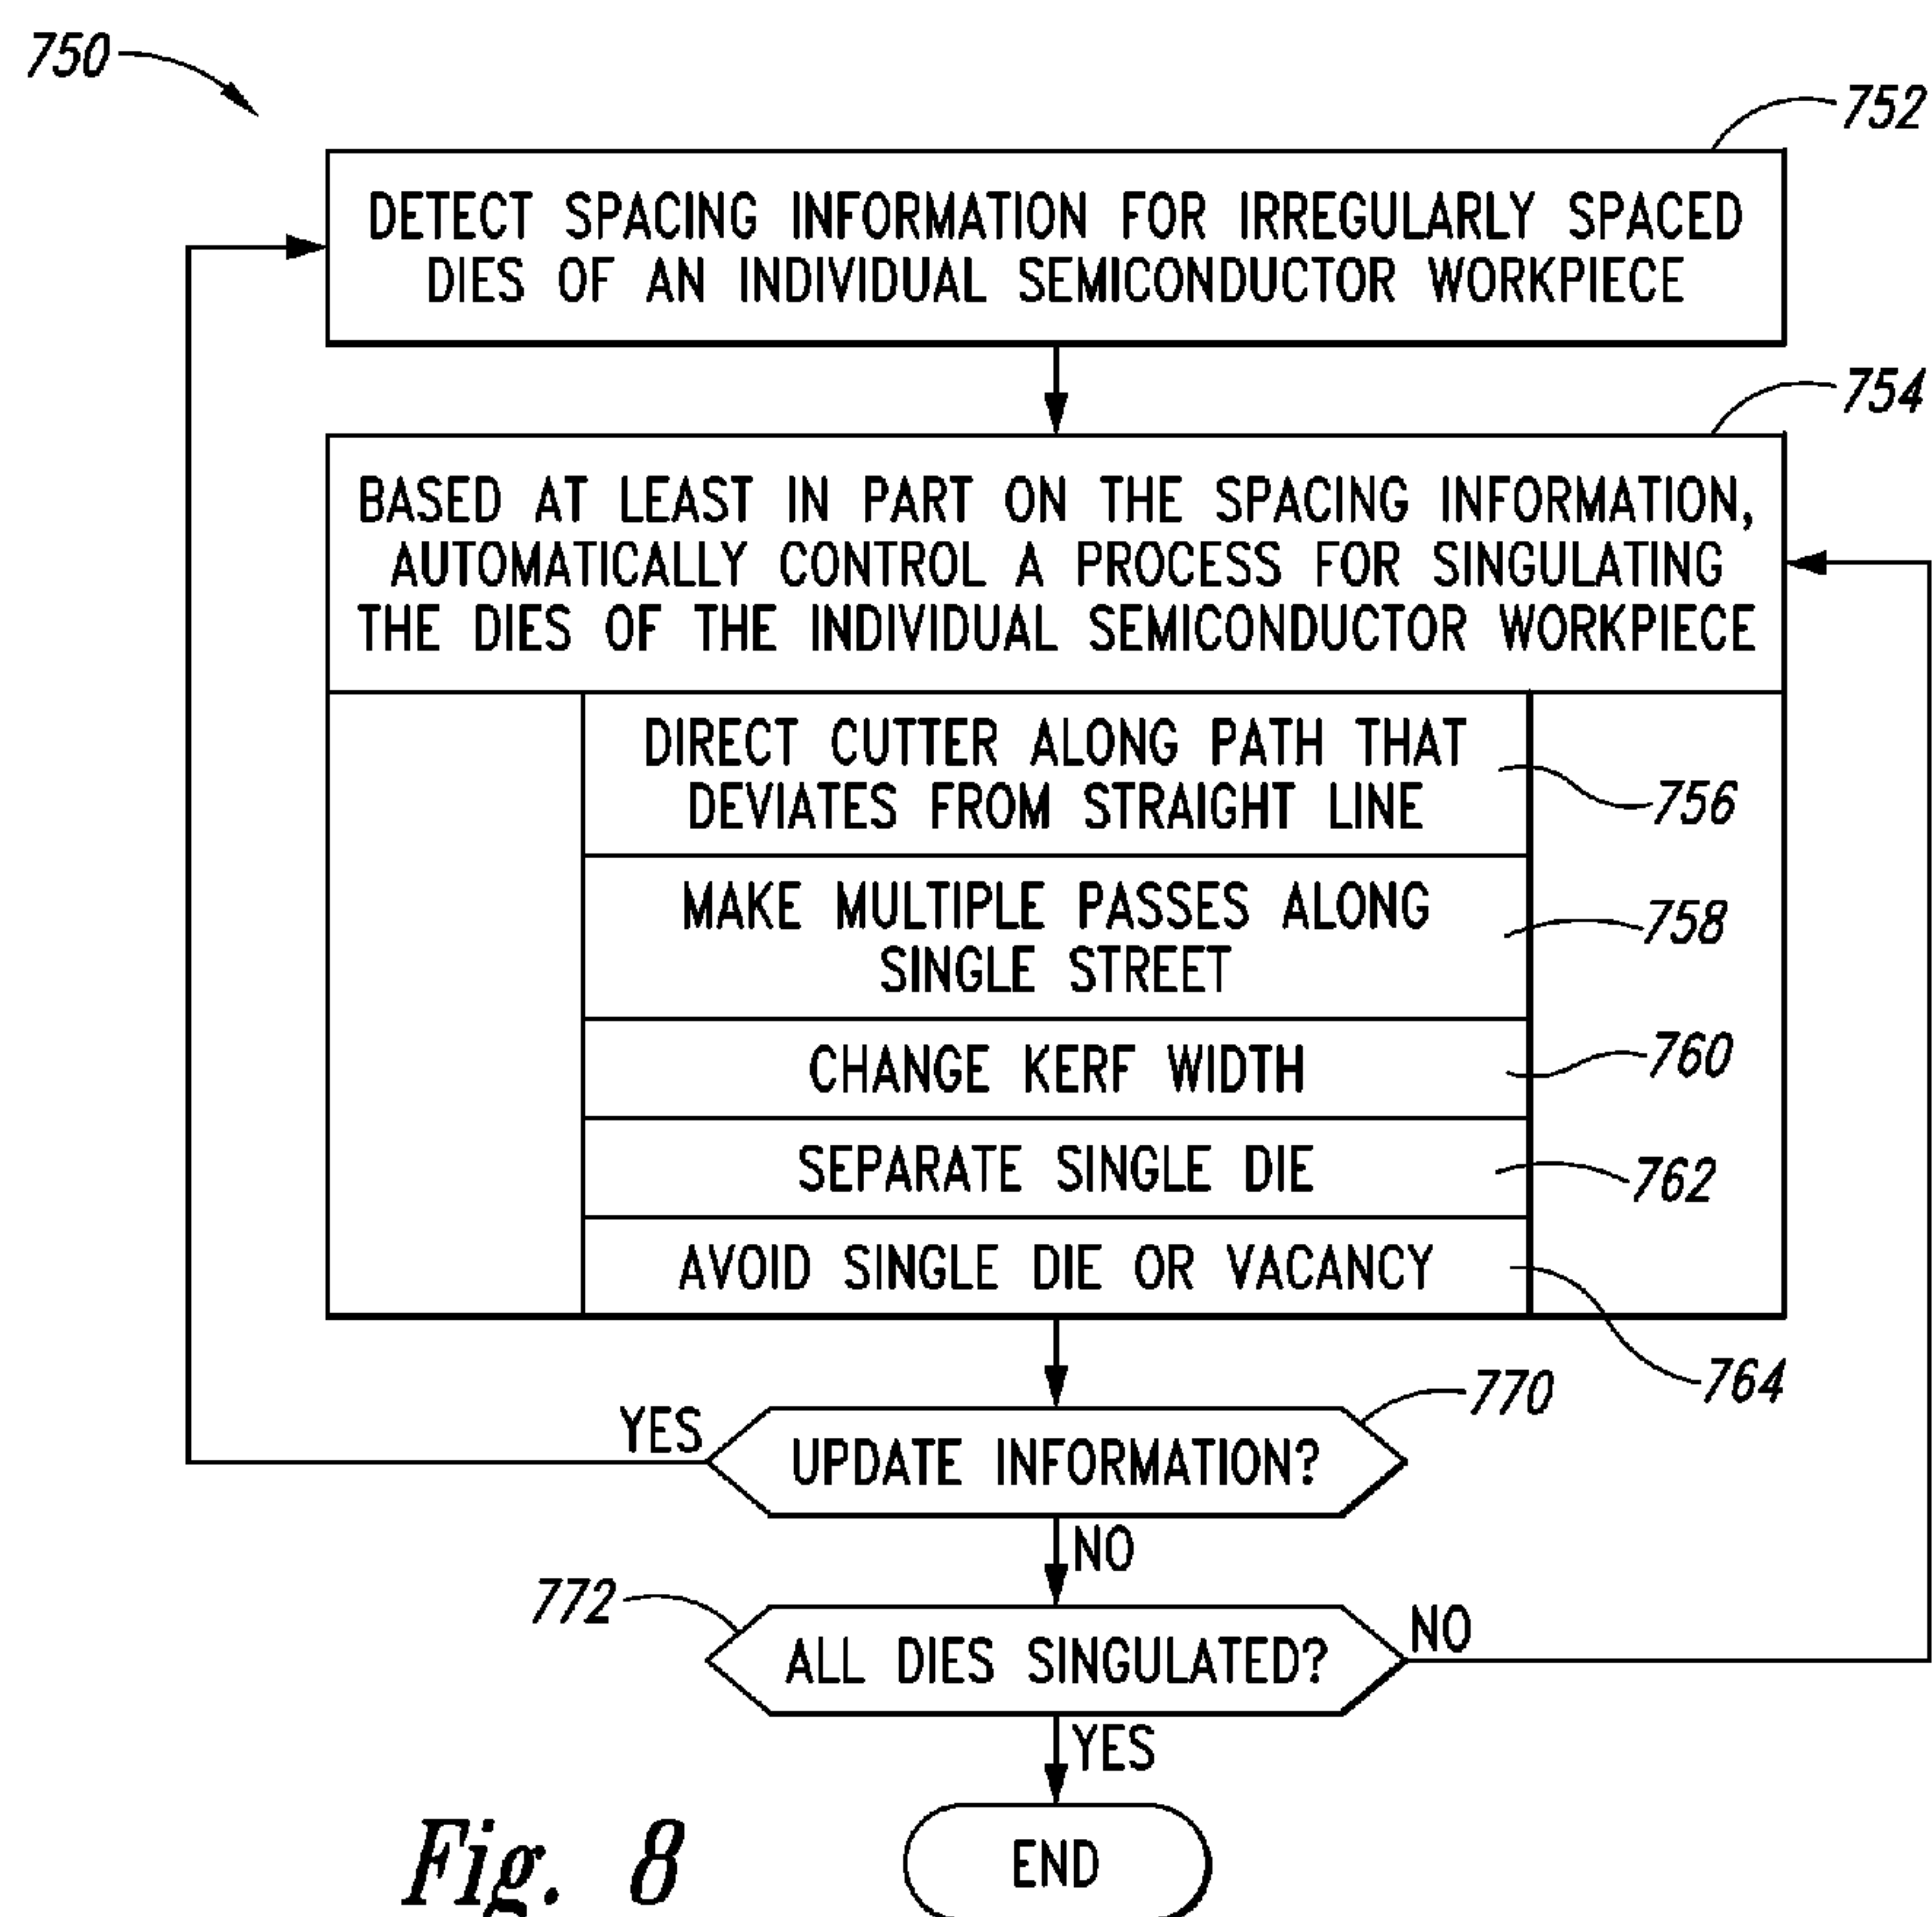 750
752
DETECT SPACING INFORMATION FOR IRREGULARLY SPACED
DIES OF AN INDIVIDUAL SEMICONDUCTOR WORKPIECE
754
BASED AT LEAST IN PART ON THE SPACING INFORMATION,
AUTOMATICALLY CONTROL A PROCESS FOR SINGULATING
THE DIES OF THE INDIVIDUAL SEMICONDUCTOR WORKPIECE
DIRECT CUTTER ALONG PATH THAT
DEVIATES FROM STRAIGHT LINE
756
MAKE MULTIPLE PASSES ALONG
SINGLE STREET
758
CHANGE KERF WIDTH
760
SEPARATE SINGLE DIE
762
AVOID SINGLE DIE OR VACANCY
764
770
YES
UPDATE INFORMATION?
NO
772
ALL DIES SINGULATED?
NO
YES
END
Fig. 8